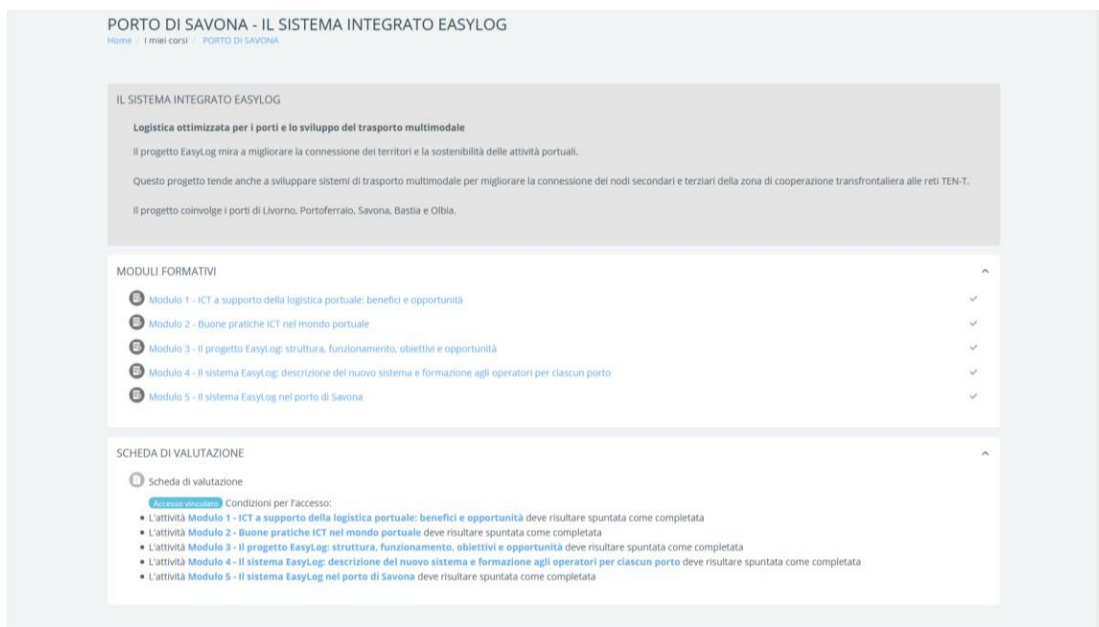 PORTO DI SAVONA - IL SISTEMA INTEGRATO EASYLOG
Home / I miei corsi / PORTO DI SAVONA
IL SISTEMA INTEGRATO EASYLOG
Logistica ottimizzata per i porti e lo sviluppo del trasporto multimodale
Il progetto EasyLog mira a migliorare la connessione dei territori e la sostenibilità delle attività portuali.
Questo progetto tende anche a sviluppare sistemi di trasporto multimodale per migliorare la connessione dei nodi secondari e terziari della zona di cooperazione transfrontaliera alle reti TEN-T.
Il progetto coinvolge i porti di Livorno, Portoferraio, Savona, Bastia e Olbia.
MODULI FORMATIVI
Modulo 1 - ICT a supporto della logistica portuale: benefici e opportunità
Modulo 2 - Buone pratiche ICT nel mondo portuale
Modulo 3 - Il progetto EasyLog: struttura, funzionamento, obiettivi e opportunità
Modulo 4 - Il sistema EasyLog: descrizione del nuovo sistema e formazione agli operatori per ciascun porto
Modulo 5 - Il sistema EasyLog nel porto di Savona
SCHEDA DI VALUTAZIONE
Scheda di valutazione
Accesso vincolato Condizioni per l'accesso:
• L'attività Modulo 1 - ICT a supporto della logistica portuale: benefici e opportunità deve risultare spuntata come completata
• L'attività Modulo 2 - Buone pratiche ICT nel mondo portuale deve risultare spuntata come completata
• L'attività Modulo 3 - Il progetto EasyLog: struttura, funzionamento, obiettivi e opportunità deve risultare spuntata come completata
• L'attività Modulo 4 - Il sistema EasyLog: descrizione del nuovo sistema e formazione agli operatori per ciascun porto deve risultare spuntata come completata
• L'attività Modulo 5 - Il sistema EasyLog nel porto di Savona deve risultare spuntata come completata